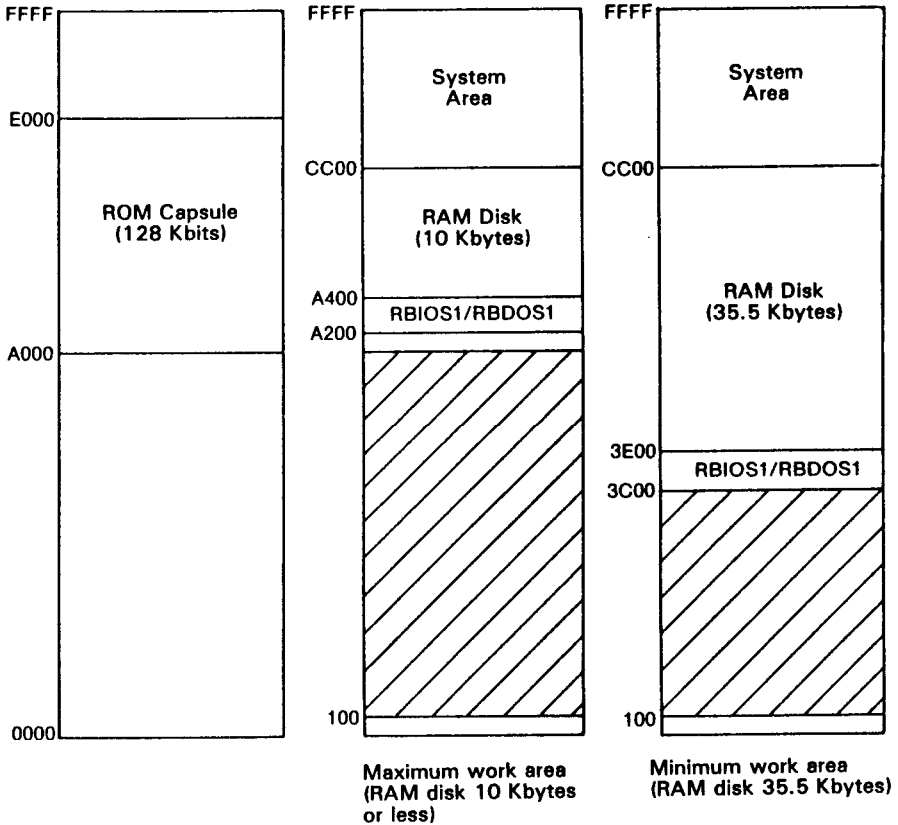 FFFF
E000
ROM Capsule
(128 Kbits)
A000
0000
FFFF
System
Area
CC00
RAM Disk
(10 Kbytes)
A400
RBIOS1/RBDOS1
A200
100
Maximum work area
(RAM disk 10 Kbytes
or less)
FFFF
System
Area
CC00
RAM Disk
(35.5 Kbytes)
3E00
RBIOS1/RBDOS1
3C00
100
Minimum work area
(RAM disk 35.5 Kbytes)